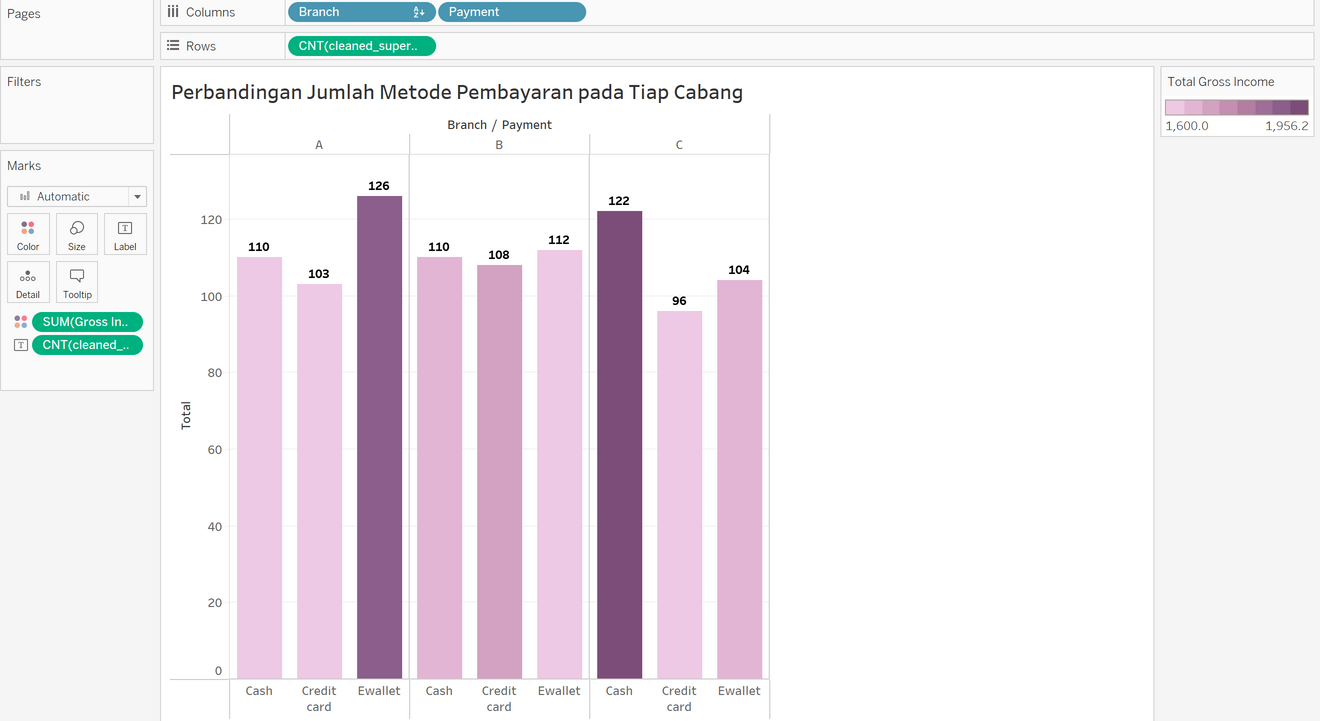 Pages
Columns
Branch
Payment
Rows
CNT(cleaned_super..
Filters
Marks
Automatic
Color
Size
Label
Detail
Tooltip
SUM(Gross In..
CNT(cleaned_..
Perbandingan Jumlah Metode Pembayaran pada Tiap Cabang
Branch / Payment
A
B
C
Total
120
100
80
60
40
20
0
110
103
126
110
108
112
122
96
104
Cash
Credit
card
Ewallet
Cash
Credit
card
Ewallet
Cash
Credit
card
Ewallet
Total Gross Income
1,600.0
1,956.2